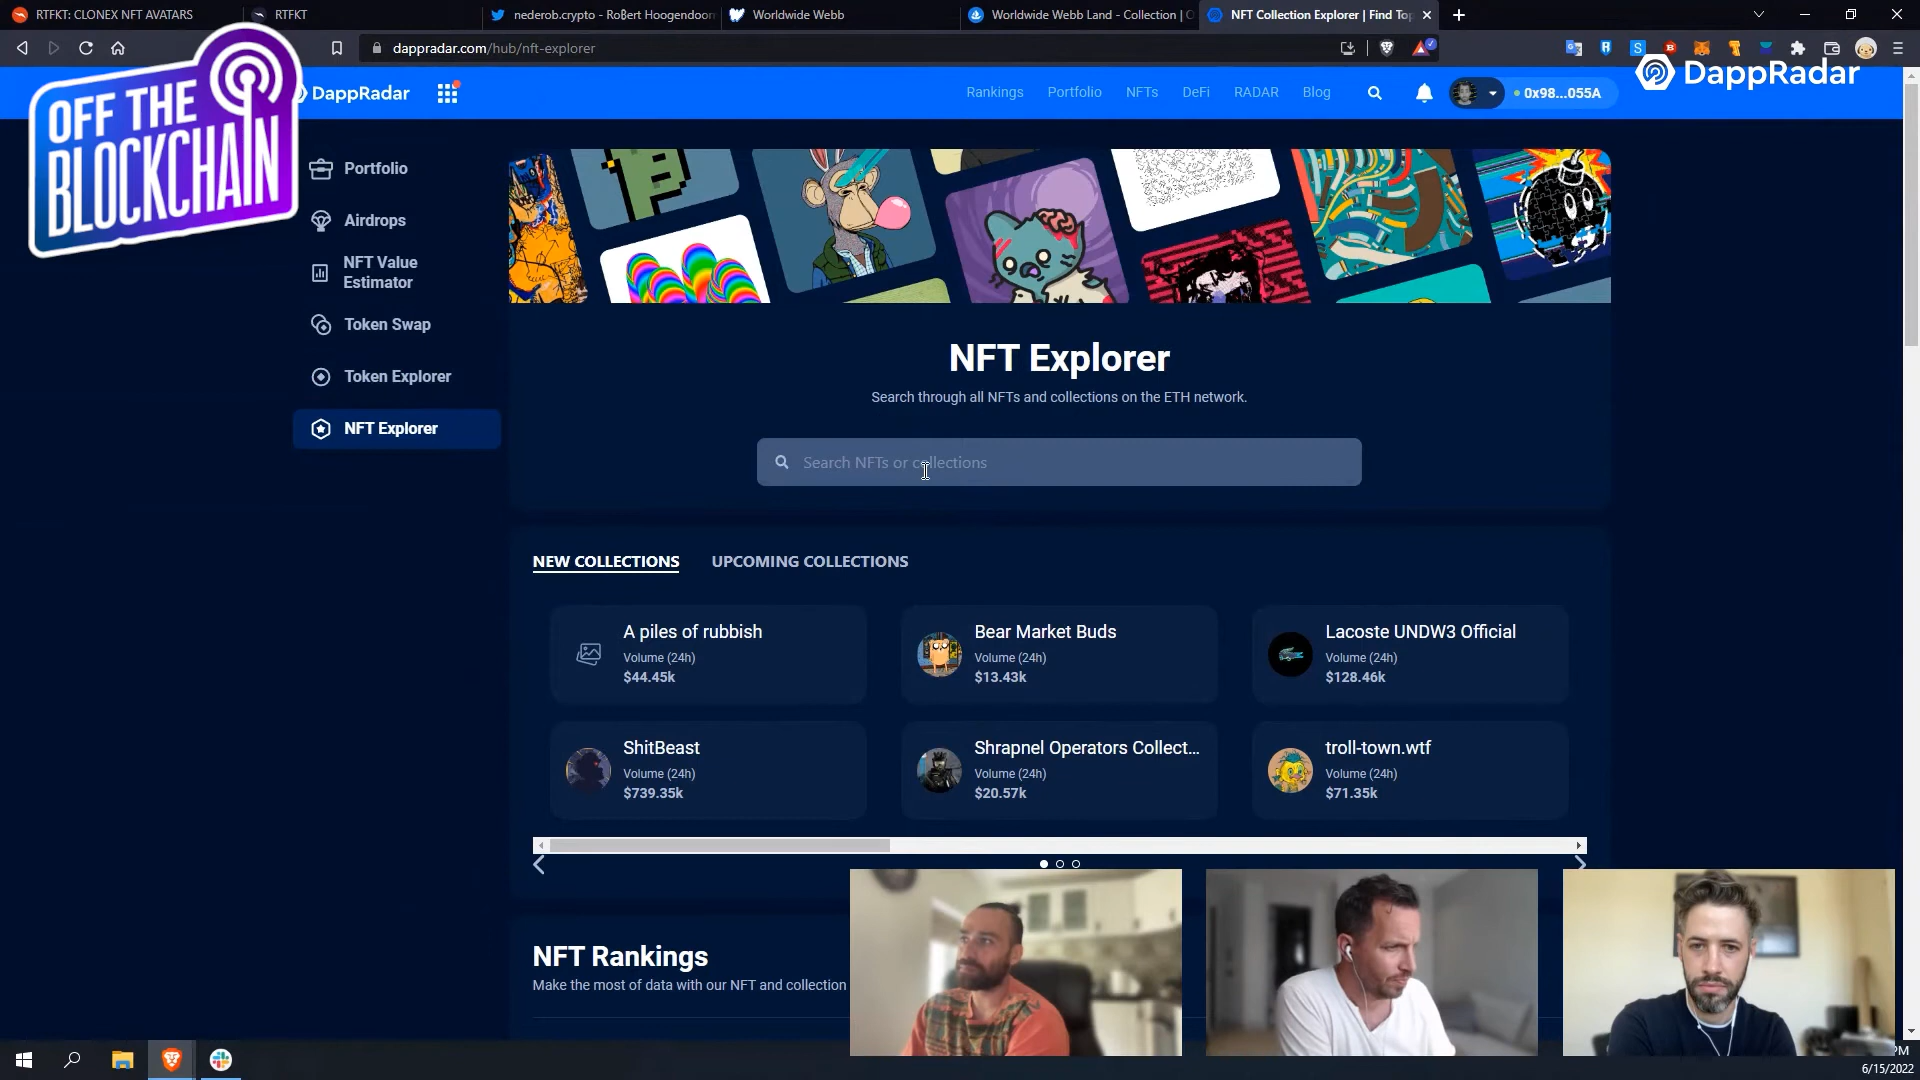 RTFKT: CLONEX NFT AVATARS
RTFKT
nederob.crypto - Roβert Hoogendoorn
Worldwide Webb
Worldwide Webb Land - Collection | O
NFT Collection Explorer | Find To
dappradar.com/hub/nft-explorer
OFF THE
BLOCKCHAIN
DappRadar
Rankings
Portfolio
NFTs
DeFi
RADAR
Blog
0x98...055A
DappRadar
Portfolio
Airdrops
NFT Value
Estimator
Token Swap
Token Explorer
NFT Explorer
NFT Explorer
Search through all NFTs and collections on the ETH network.
Search NFTs or collections
NEW COLLECTIONS
UPCOMING COLLECTIONS
A piles of rubbish
Volume (24h)
$44.45k
Bear Market Buds
Volume (24h)
$13.43k
Lacoste UNDW3 Official
Volume (24h)
$128.46k
ShitBeast
Volume (24h)
$739.35k
Shrapnel Operators Collect...
Volume (24h)
$20.57k
troll-town.wtf
Volume (24h)
$71.35k
NFT Rankings
Make the most of data with our NFT and collection
PM
6/15/2022